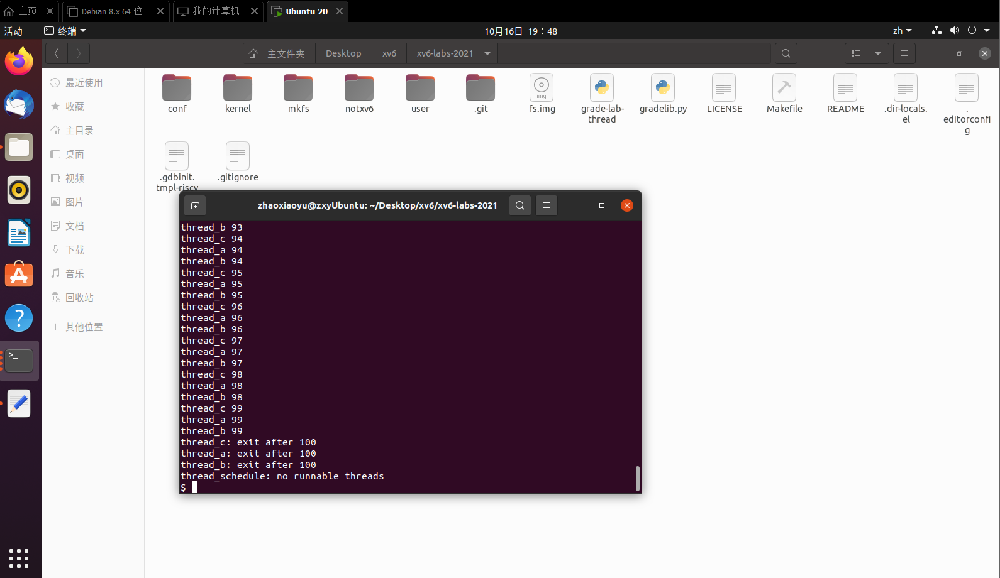 主页
Debian 8.x 64 位
我的计算机
Ubuntu 20
活动
终端
10月16日 19：48
zh
主文件夹
Desktop
xv6
xv6-labs-2021
最近使用
收藏
主目录
桌面
视频
图片
文档
下载
音乐
回收站
其他位置
conf
kernel
mkfs
notxv6
user
.git
img
fs.img
grade-lab-
thread
gradelib.py
LICENSE
Makefile
README
.dir-locals.
el
.
editorconfi
g
.gdbinit.
tmpl-riscv
.gitignore
zhaoxiaoyu@zxyUbuntu: ~/Desktop/xv6/xv6-labs-2021
thread_b 93
thread_c 94
thread_a 94
thread_b 94
thread_c 95
thread_a 95
thread_b 95
thread_c 96
thread_a 96
thread_b 96
thread_c 97
thread_a 97
thread_b 97
thread_c 98
thread_a 98
thread_b 98
thread_c 99
thread_a 99
thread_b 99
thread_c: exit after 100
thread_a: exit after 100
thread_b: exit after 100
thread_schedule: no runnable threads
$